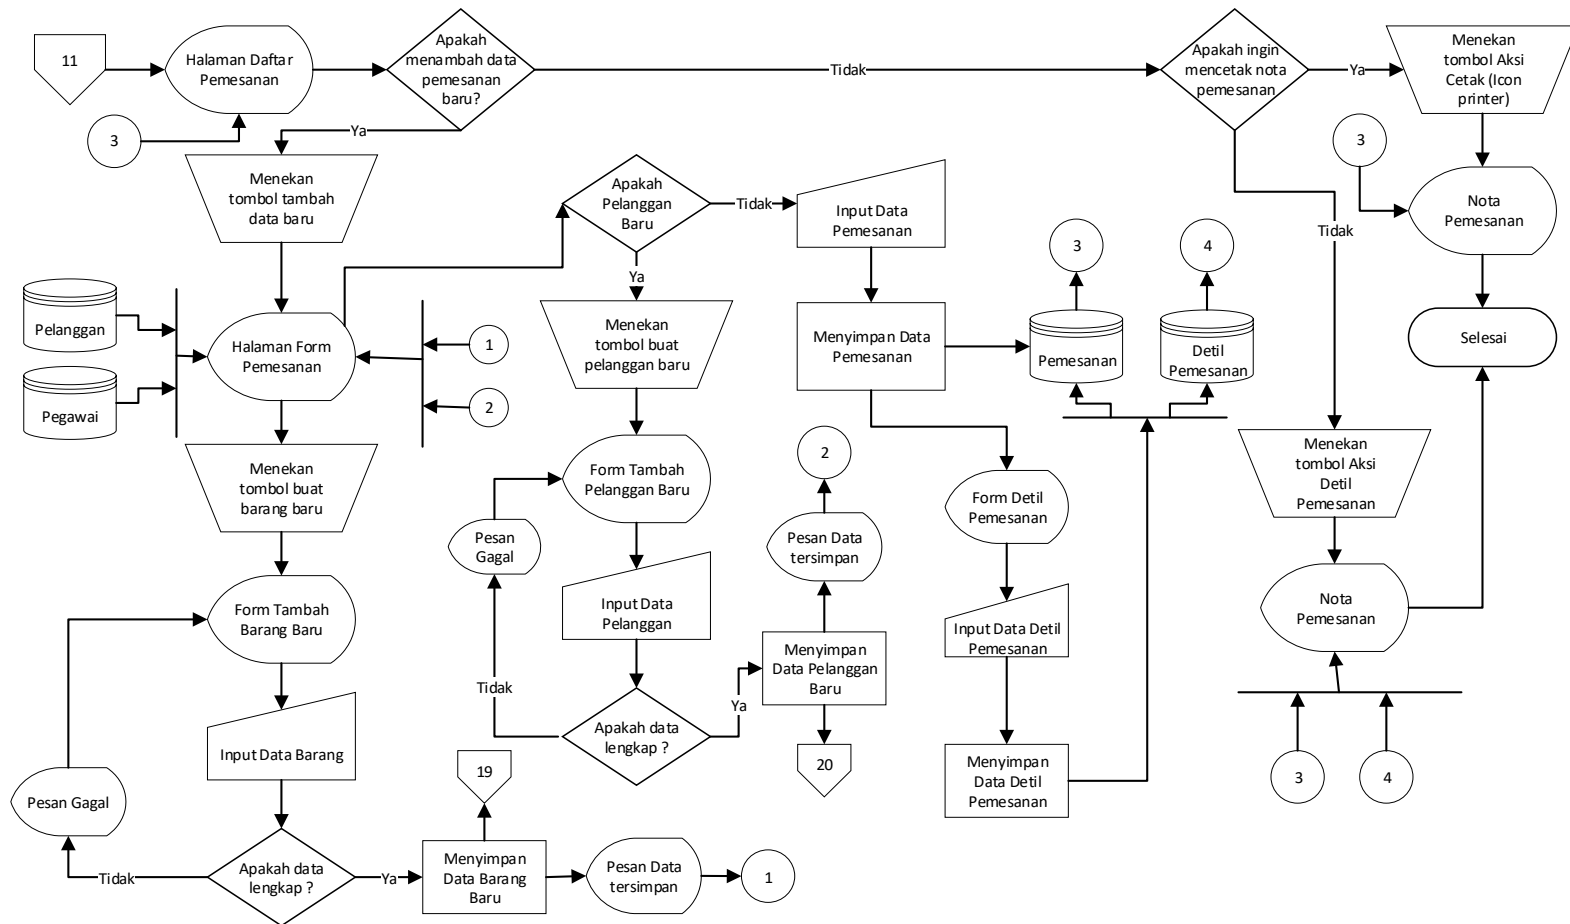 11
Halaman Daftar
Pemesanan
Apakah
menambah data
pemesanan
baru?
Tidak
Apakah ingin
mencetak nota
pemesanan
Ya
Menekan
tombol Aksi
Cetak (Icon
printer)
3
Ya
Menekan
tombol tambah
data baru
Apakah
Pelanggan
Baru
Tidak
Input Data
Pemesanan
3
4
Tidak
3
Nota
Pemesanan
Ya
Pelanggan
Pegawai
Halaman Form
Pemesanan
1
2
Menekan
tombol buat
pelanggan baru
Menyimpan Data
Pemesanan
Pemesanan
Detil
Pemesanan
Selesai
Menekan
tombol buat
barang baru
Form Tambah
Pelanggan Baru
2
Form Detil
Pemesanan
Menekan
tombol Aksi
Detil
Pemesanan
Pesan
Gagal
Pesan Data
tersimpan
Form Tambah
Barang Baru
Input Data
Pelanggan
Input Data Detil
Pemesanan
Nota
Pemesanan
Menyimpan
Data Pelanggan
Baru
Tidak
Ya
Apakah data
lengkap ?
Input Data Barang
19
20
Menyimpan
Data Detil
Pemesanan
3
4
Pesan Gagal
Tidak
Apakah data
lengkap ?
Ya
Menyimpan
Data Barang
Baru
Pesan Data
tersimpan
1